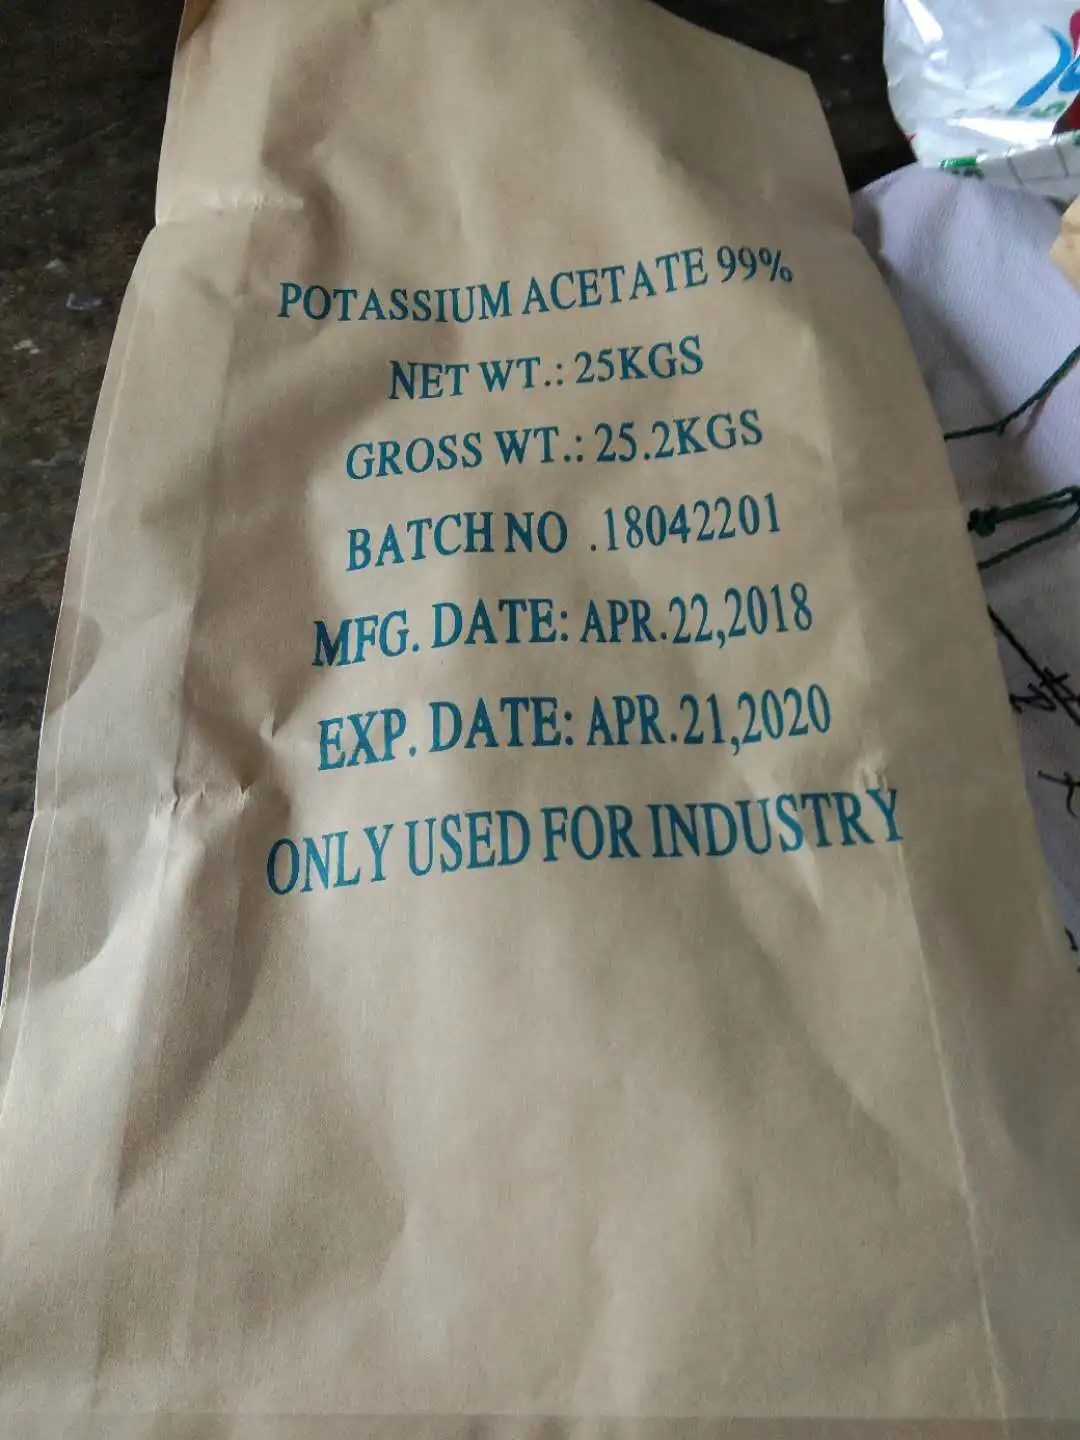 POTASSIUM ACETATE 99%
NET WT.: 25KGS
GROSS WT.: 25.2KGS
BATCH NO .18042201
MFG. DATE: APR.22,2018
EXP. DATE: APR.21,2020
ONLY USED FOR INDUSTRY